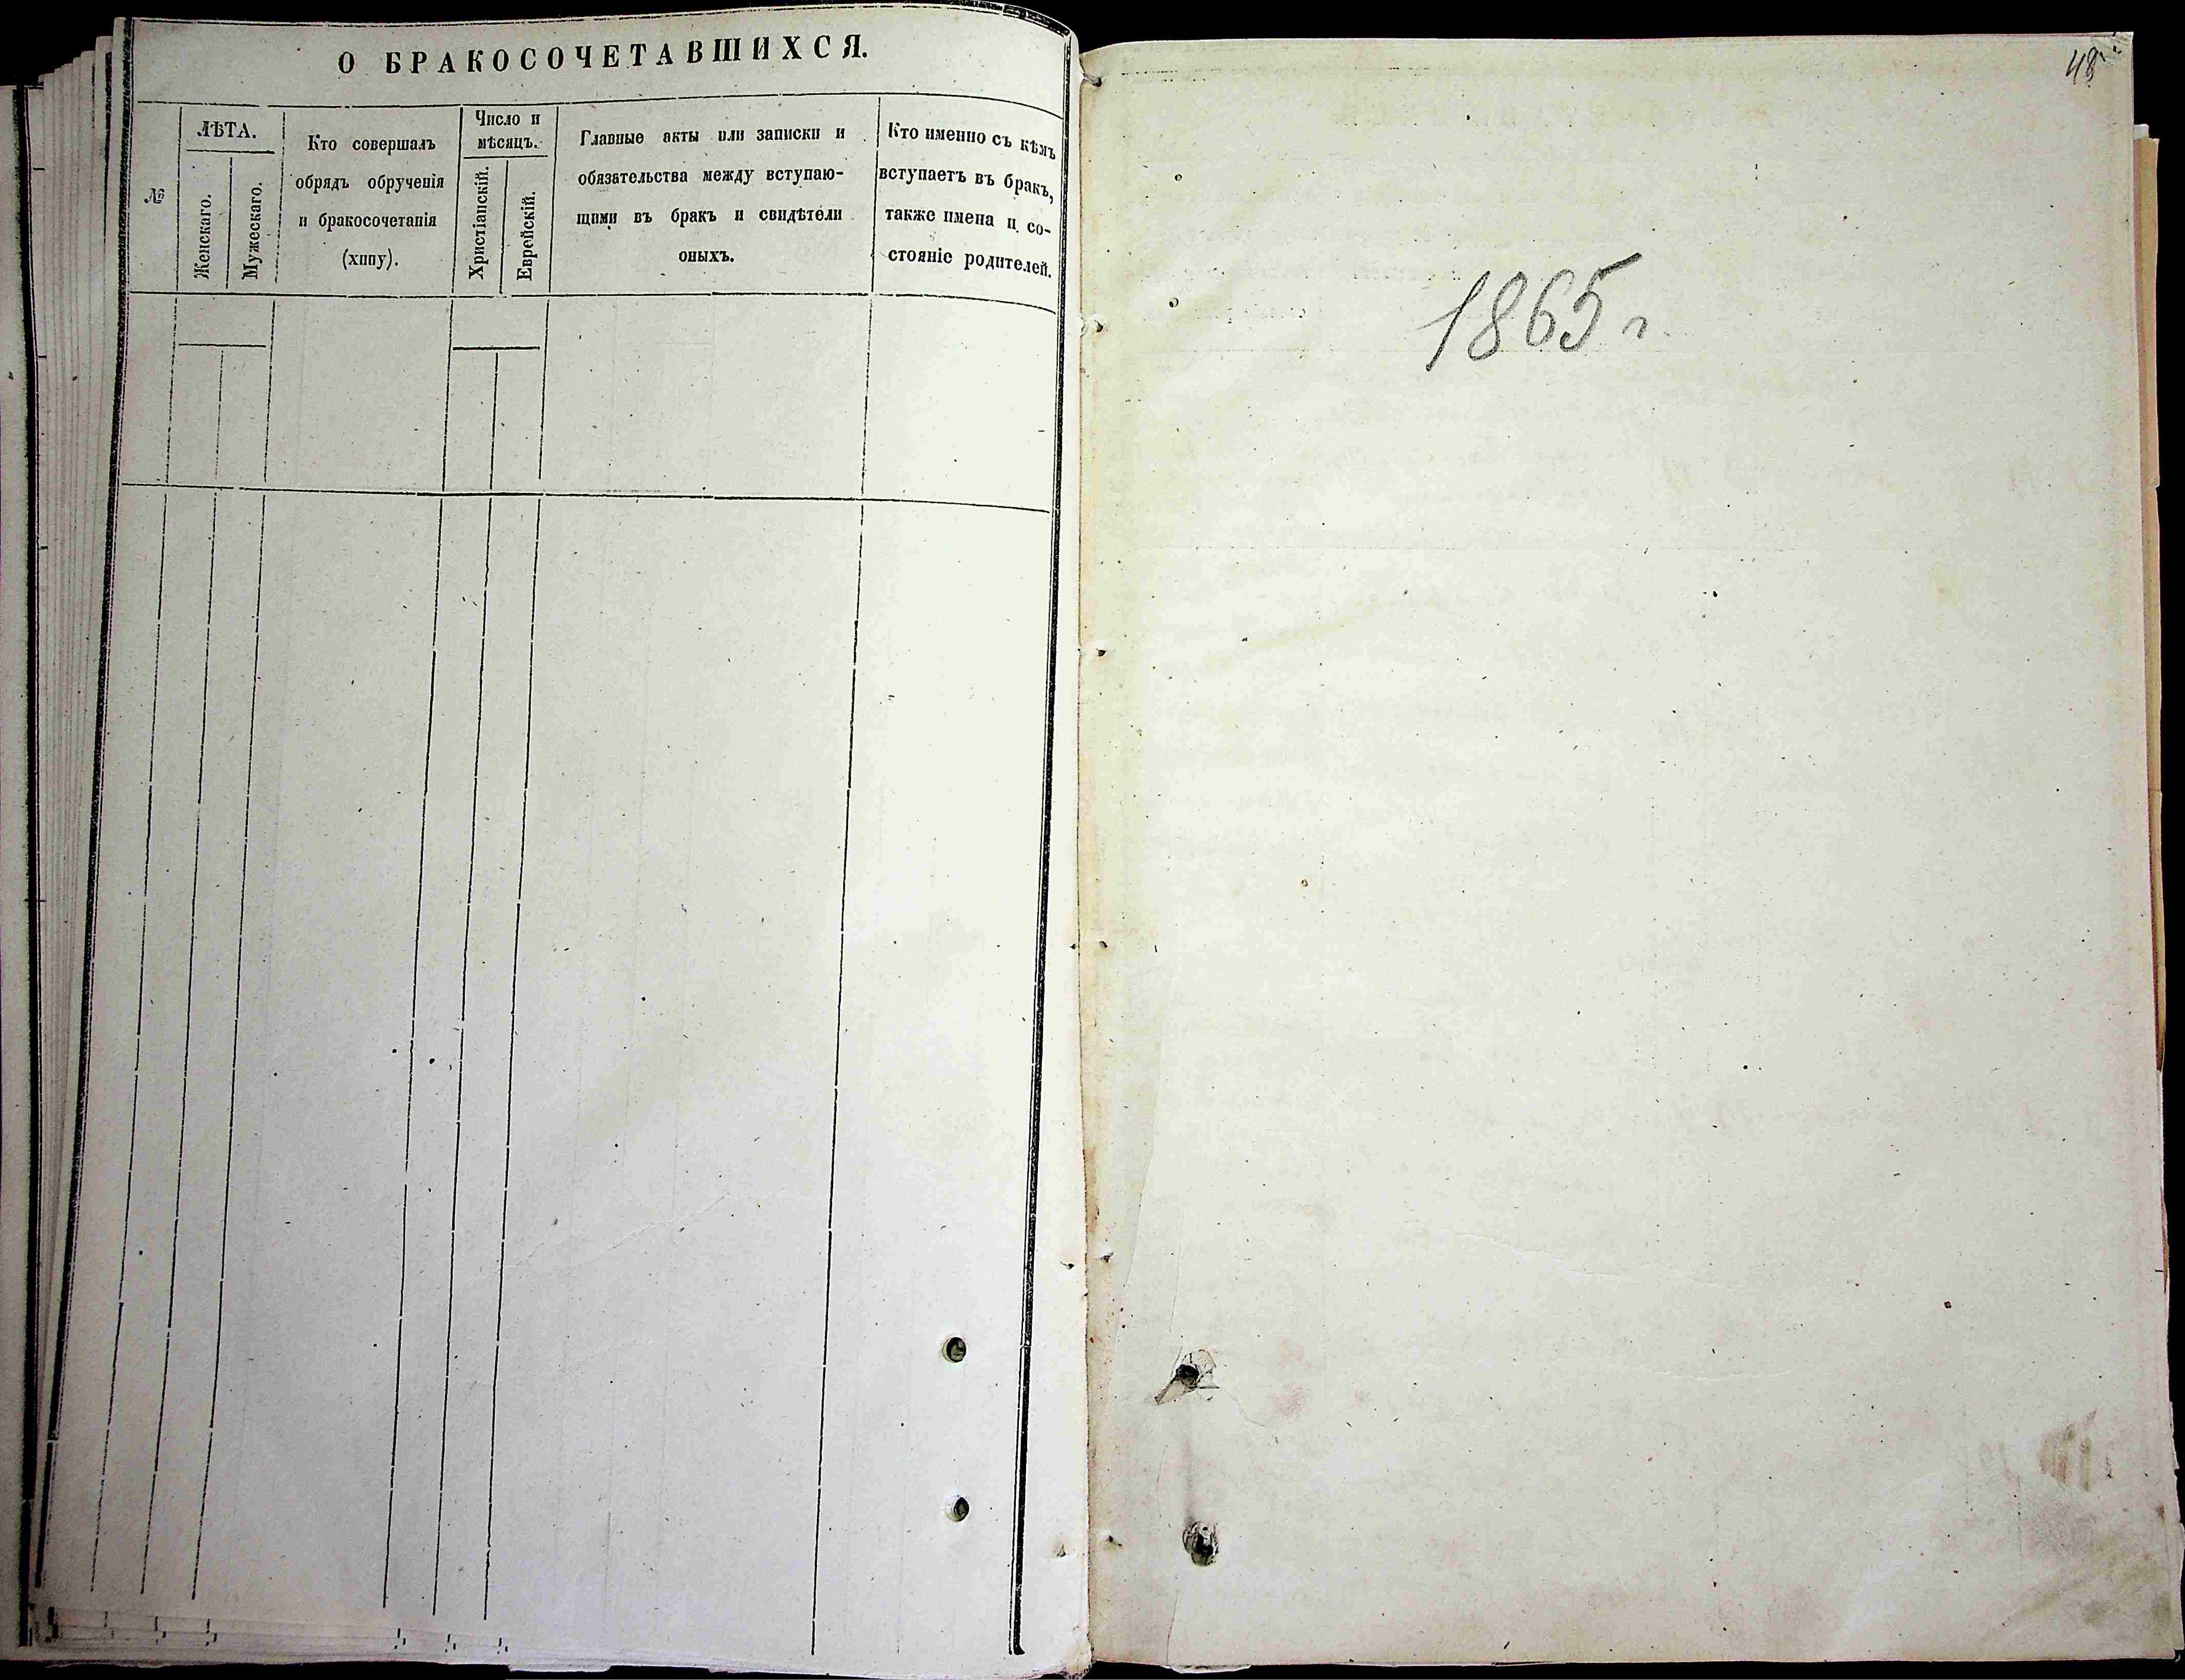 О БРАКОСОЧЕТАВШИХСЯ.
№
ЛѢТА.
Женскаго.
Мужескаго.
Кто совершалъ
обрядъ обрученія
и бракосочетанія
(хипу).
Число и
мѣсяцъ.
Христіанскій.
Еврейскій.
Главные акты или записки и
обязательства между вступаю-
щими въ бракъ и свидѣтели
оныхъ.
Кто именно съ кѣмъ
вступаетъ въ бракъ,
также имена и со-
стояніе родителей.
48
1865 г.